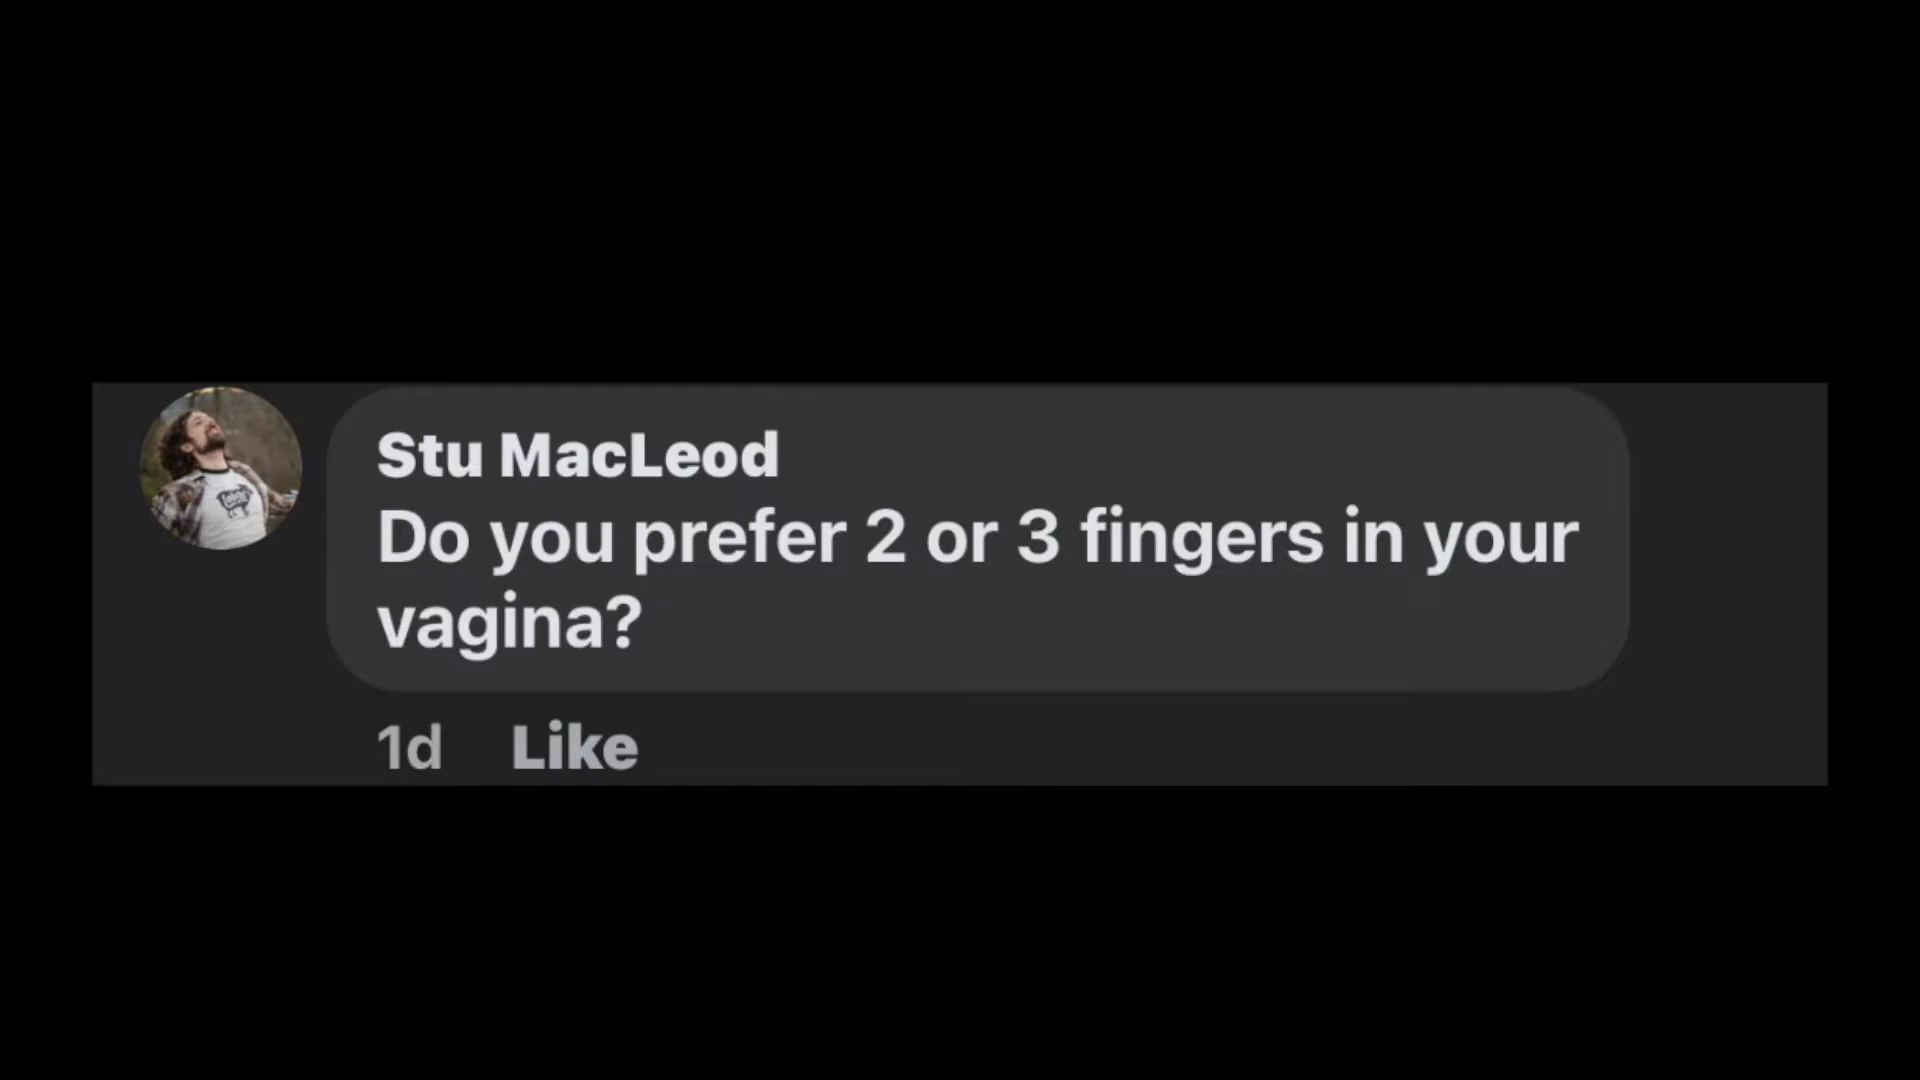 Stu MacLeod
Do you prefer 2 or 3 fingers in your
vagina?
1d Like